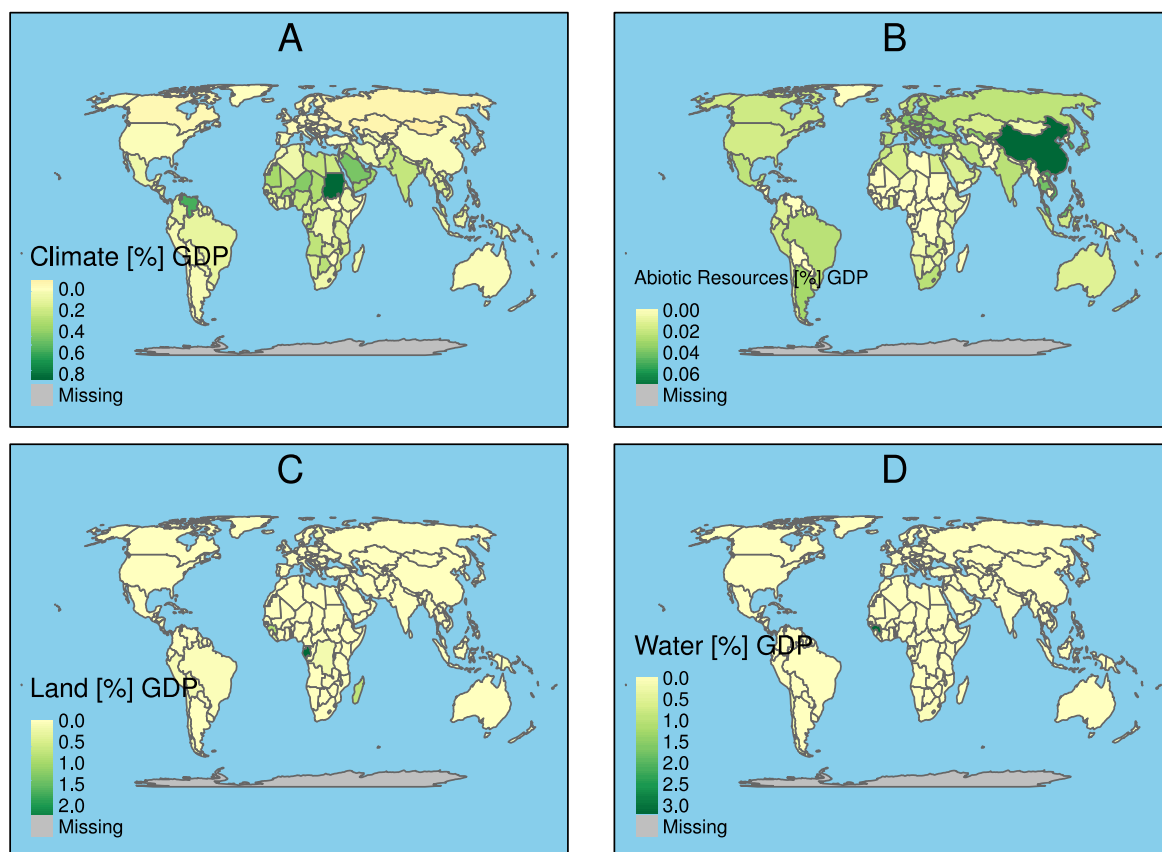 A
Climate [%] GDP
0.0
0.2
0.4
0.6
0.8
Missing
B
Abiotic Resources [%] GDP
0.00
0.02
0.04
0.06
Missing
C
Land [%] GDP
0.0
0.5
1.0
1.5
2.0
Missing
D
Water [%] GDP
0.0
0.5
1.0
1.5
2.0
2.5
3.0
Missing